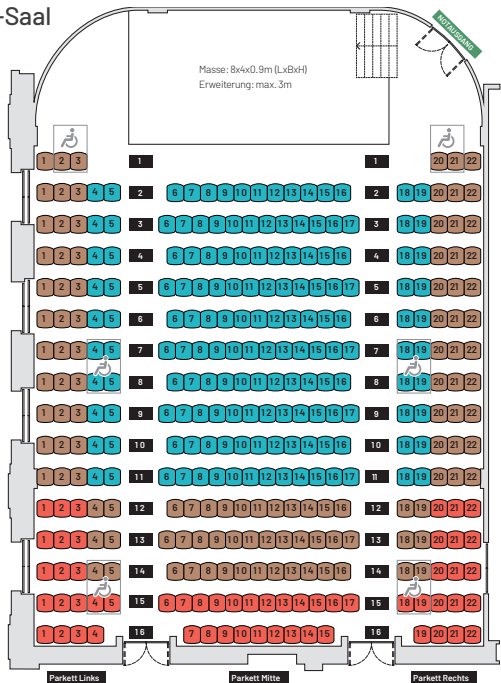 -Saal
NOTAUSGANG
Masse: 8x4x0.9m (LxBxH)
Erweiterung: max. 3m
1 2 3 1 1 20 21 22
1 2 3 4 5 2 6 7 8 9 10 11 12 13 14 15 16 2 18 19 20 21 22
1 2 3 4 5 3 6 7 8 9 10 11 12 13 14 15 16 17 3 18 19 20 21 22
1 2 3 4 5 4 6 7 8 9 10 11 12 13 14 15 16 4 18 19 20 21 22
1 2 3 4 5 5 6 7 8 9 10 11 12 13 14 15 16 17 5 18 19 20 21 22
1 2 3 4 5 6 6 7 8 9 10 11 12 13 14 15 16 6 18 19 20 21 22
1 2 3 4 5 7 6 7 8 9 10 11 12 13 14 15 16 17 7 18 19 20 21 22
1 2 3 4 5 8 6 7 8 9 10 11 12 13 14 15 16 8 18 19 20 21 22
1 2 3 4 5 9 6 7 8 9 10 11 12 13 14 15 16 17 9 18 19 20 21 22
1 2 3 4 5 10 6 7 8 9 10 11 12 13 14 15 16 10 18 19 20 21 22
1 2 3 4 5 11 6 7 8 9 10 11 12 13 14 15 16 17 11 18 19 20 21 22
1 2 3 4 5 12 6 7 8 9 10 11 12 13 14 15 16 12 18 19 20 21 22
1 2 3 4 5 13 6 7 8 9 10 11 12 13 14 15 16 17 13 18 19 20 21 22
1 2 3 4 5 14 6 7 8 9 10 11 12 13 14 15 16 14 18 19 20 21 22
1 2 3 4 5 15 6 7 8 9 10 11 12 13 14 15 16 17 15 18 19 20 21 22
1 2 3 4 16 7 8 9 10 11 12 13 14 15 16 19 20 21 22
Parkett Links Parkett Mitte Parkett Rechts